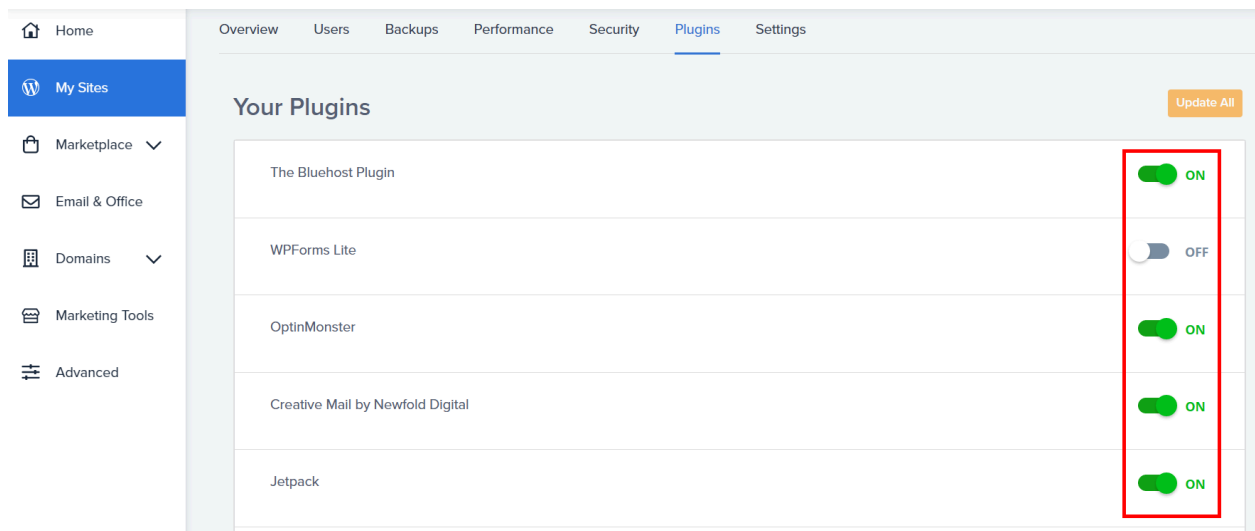 Home
Overview Users Backups Performance Security Plugins Settings
My Sites
Marketplace
Email & Office
Domains
Marketing Tools
Advanced
Your Plugins
Update All
The Bluehost Plugin ON
WPForms Lite OFF
OptinMonster ON
Creative Mail by Newfold Digital ON
Jetpack ON